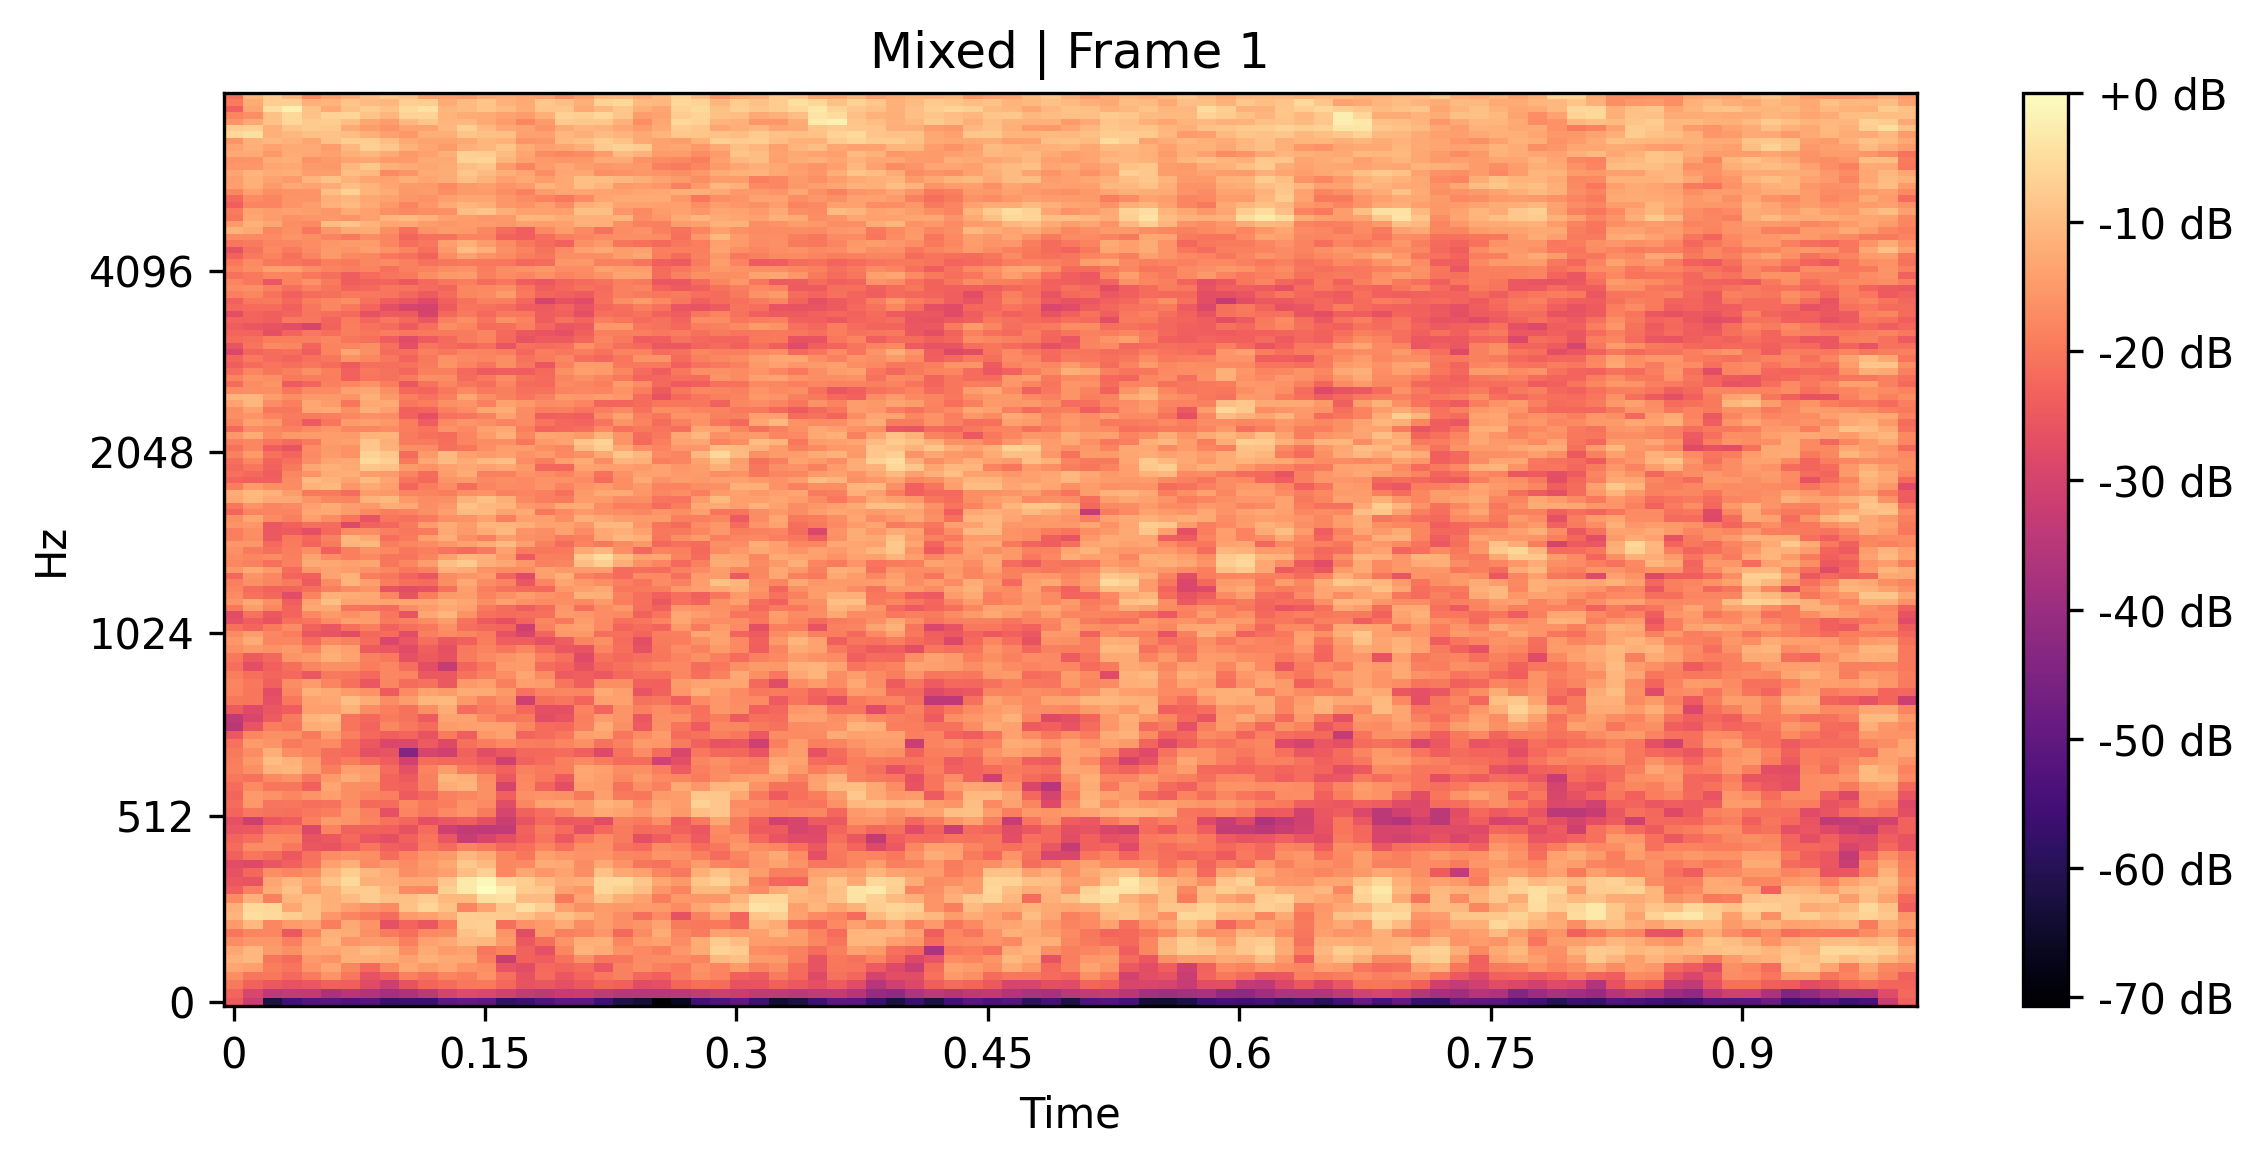 Mixed | Frame 1
Hz
4096
2048
1024
512
0
0 0.15 0.3 0.45 0.6 0.75 0.9
Time
+0 dB
-10 dB
-20 dB
-30 dB
-40 dB
-50 dB
-60 dB
-70 dB